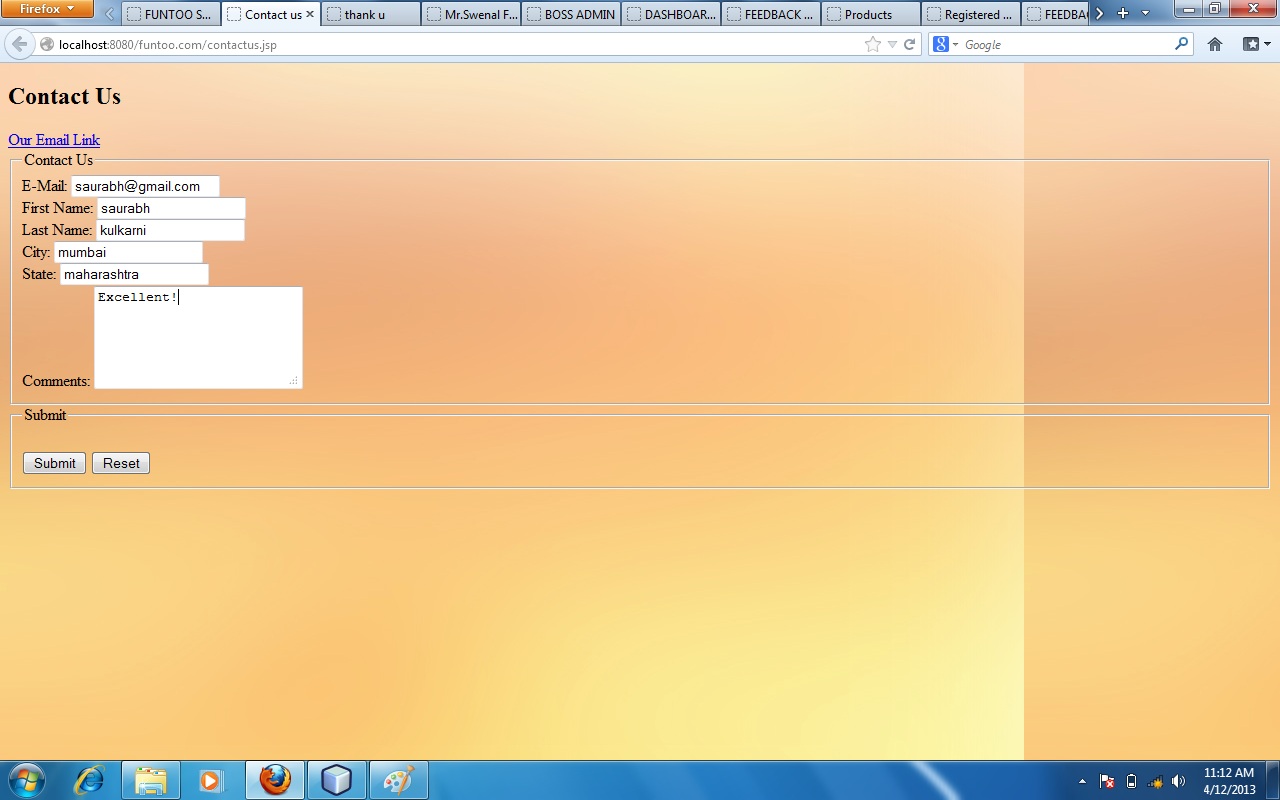 Firefox
FUNTOO S...
Contact us
thank u
Mr.Swenal F...
BOSS ADMIN
DASHBOAR...
FEEDBACK ...
Products
Registered ...
FEEDBA
localhost:8080/funtoo.com/contactus.jsp
Google
Contact Us
Our Email Link
Contact Us
E-Mail: saurabh@gmail.com
First Name: saurabh
Last Name: kulkarni
City: mumbai
State: maharashtra
Excellent!
Comments:
Submit
Submit Reset
11:12 AM
4/12/2013